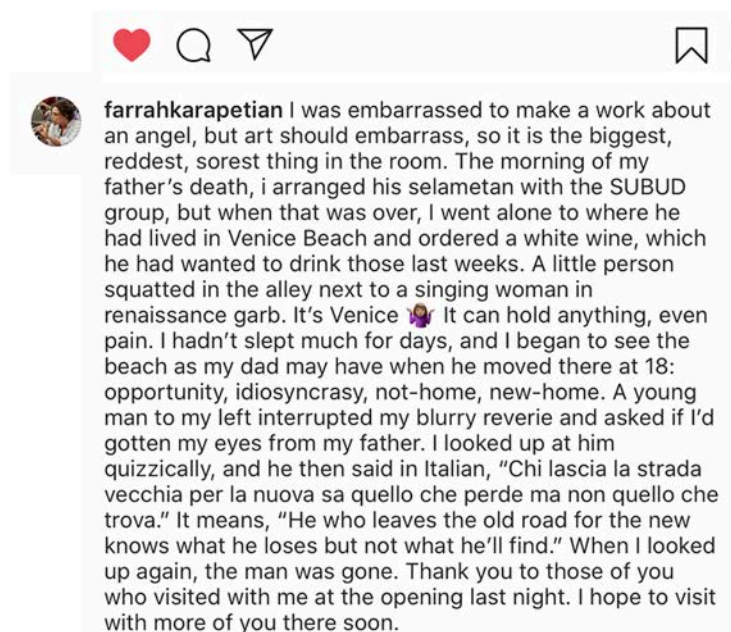 farrahkarapetian I was embarrassed to make a work about
an angel, but art should embarrass, so it is the biggest,
reddest, sorest thing in the room. The morning of my
father’s death, i arranged his selametan with the SUBUD
group, but when that was over, I went alone to where he
had lived in Venice Beach and ordered a white wine, which
he had wanted to drink those last weeks. A little person
squatted in the alley next to a singing woman in
renaissance garb. It’s Venice 🤷🏽‍♀️ It can hold anything, even
pain. I hadn’t slept much for days, and I began to see the
beach as my dad may have when he moved there at 18:
opportunity, idiosyncrasy, not-home, new-home. A young
man to my left interrupted my blurry reverie and asked if I’d
gotten my eyes from my father. I looked up at him
quizzically, and he then said in Italian, “Chi lascia la strada
vecchia per la nuova sa quello che perde ma non quello che
trova.” It means, “He who leaves the old road for the new
knows what he loses but not what he’ll find.” When I looked
up again, the man was gone. Thank you to those of you
who visited with me at the opening last night. I hope to visit
with more of you there soon.